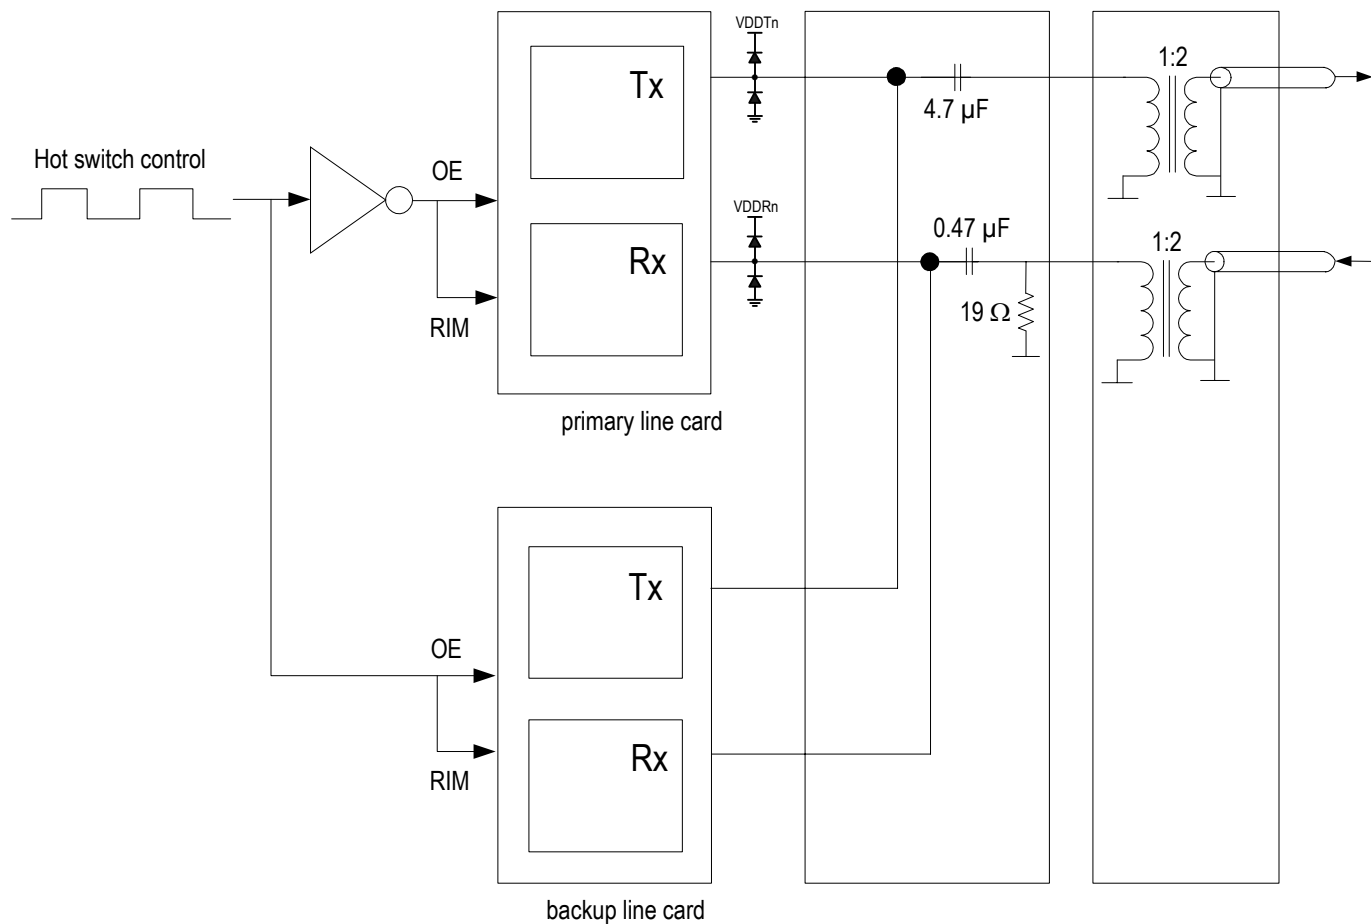 VDDTn
Tx
1:2
4.7 µF
Hot switch control
OE
VDDRn
0.47 µF
1:2
Rx
RIM
19 Ω
primary line card
Tx
OE
Rx
RIM
backup line card